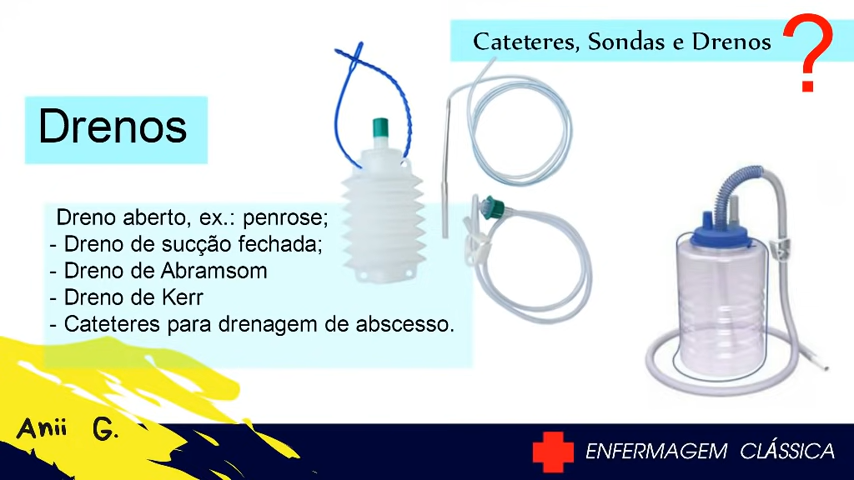 Cateteres, Sondas e Drenos ?
Drenos
Dreno aberto, ex.: penrose;
- Dreno de sucção fechada;
- Dreno de Abramsom
- Dreno de Kerr
- Cateteres para drenagem de abscesso.
Anii G.
ENFERMAGEM CLÁSSICA